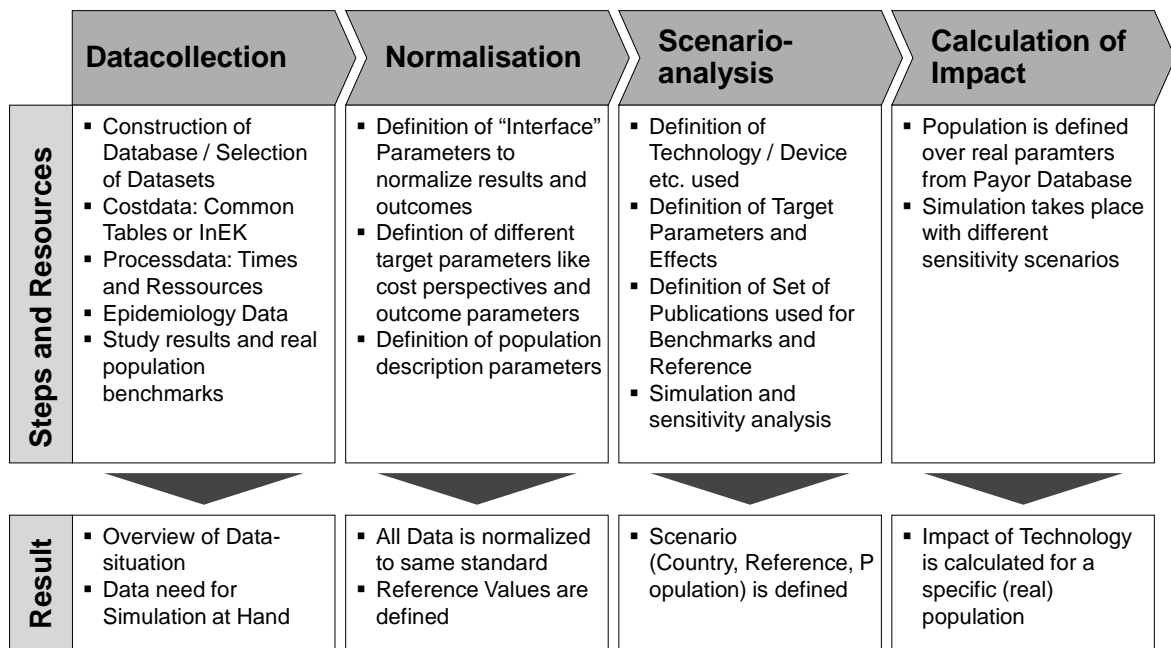 Datacollection
Normalisation
Scenario-
analysis
Calculation of
Impact
Steps and Resources
▪ Construction of
Database / Selection
of Datasets
▪ Costdata: Common
Tables or InEK
▪ Processdata: Times
and Ressources
▪ Epidemiology Data
▪ Study results and real
population
benchmarks
▪ Definition of “Interface”
Parameters to
normalize results and
outcomes
▪ Defintion of different
target parameters like
cost perspectives and
outcome parameters
▪ Definition of population
description parameters
▪ Definition of
Technology / Device
etc. used
▪ Definition of Target
Parameters and
Effects
▪ Definition of Set of
Publications used for
Benchmarks and
Reference
▪ Simulation and
sensitivity analysis
▪ Population is defined
over real paramters
from Payor Database
▪ Simulation takes place
with different
sensitivity scenarios
Result
▪ Overview of Data-
situation
▪ Data need for
Simulation at Hand
▪ All Data is normalized
to same standard
▪ Reference Values are
defined
▪ Scenario
(Country, Reference, P
opulation) is defined
▪ Impact of Technology
is calculated for a
specific (real)
population